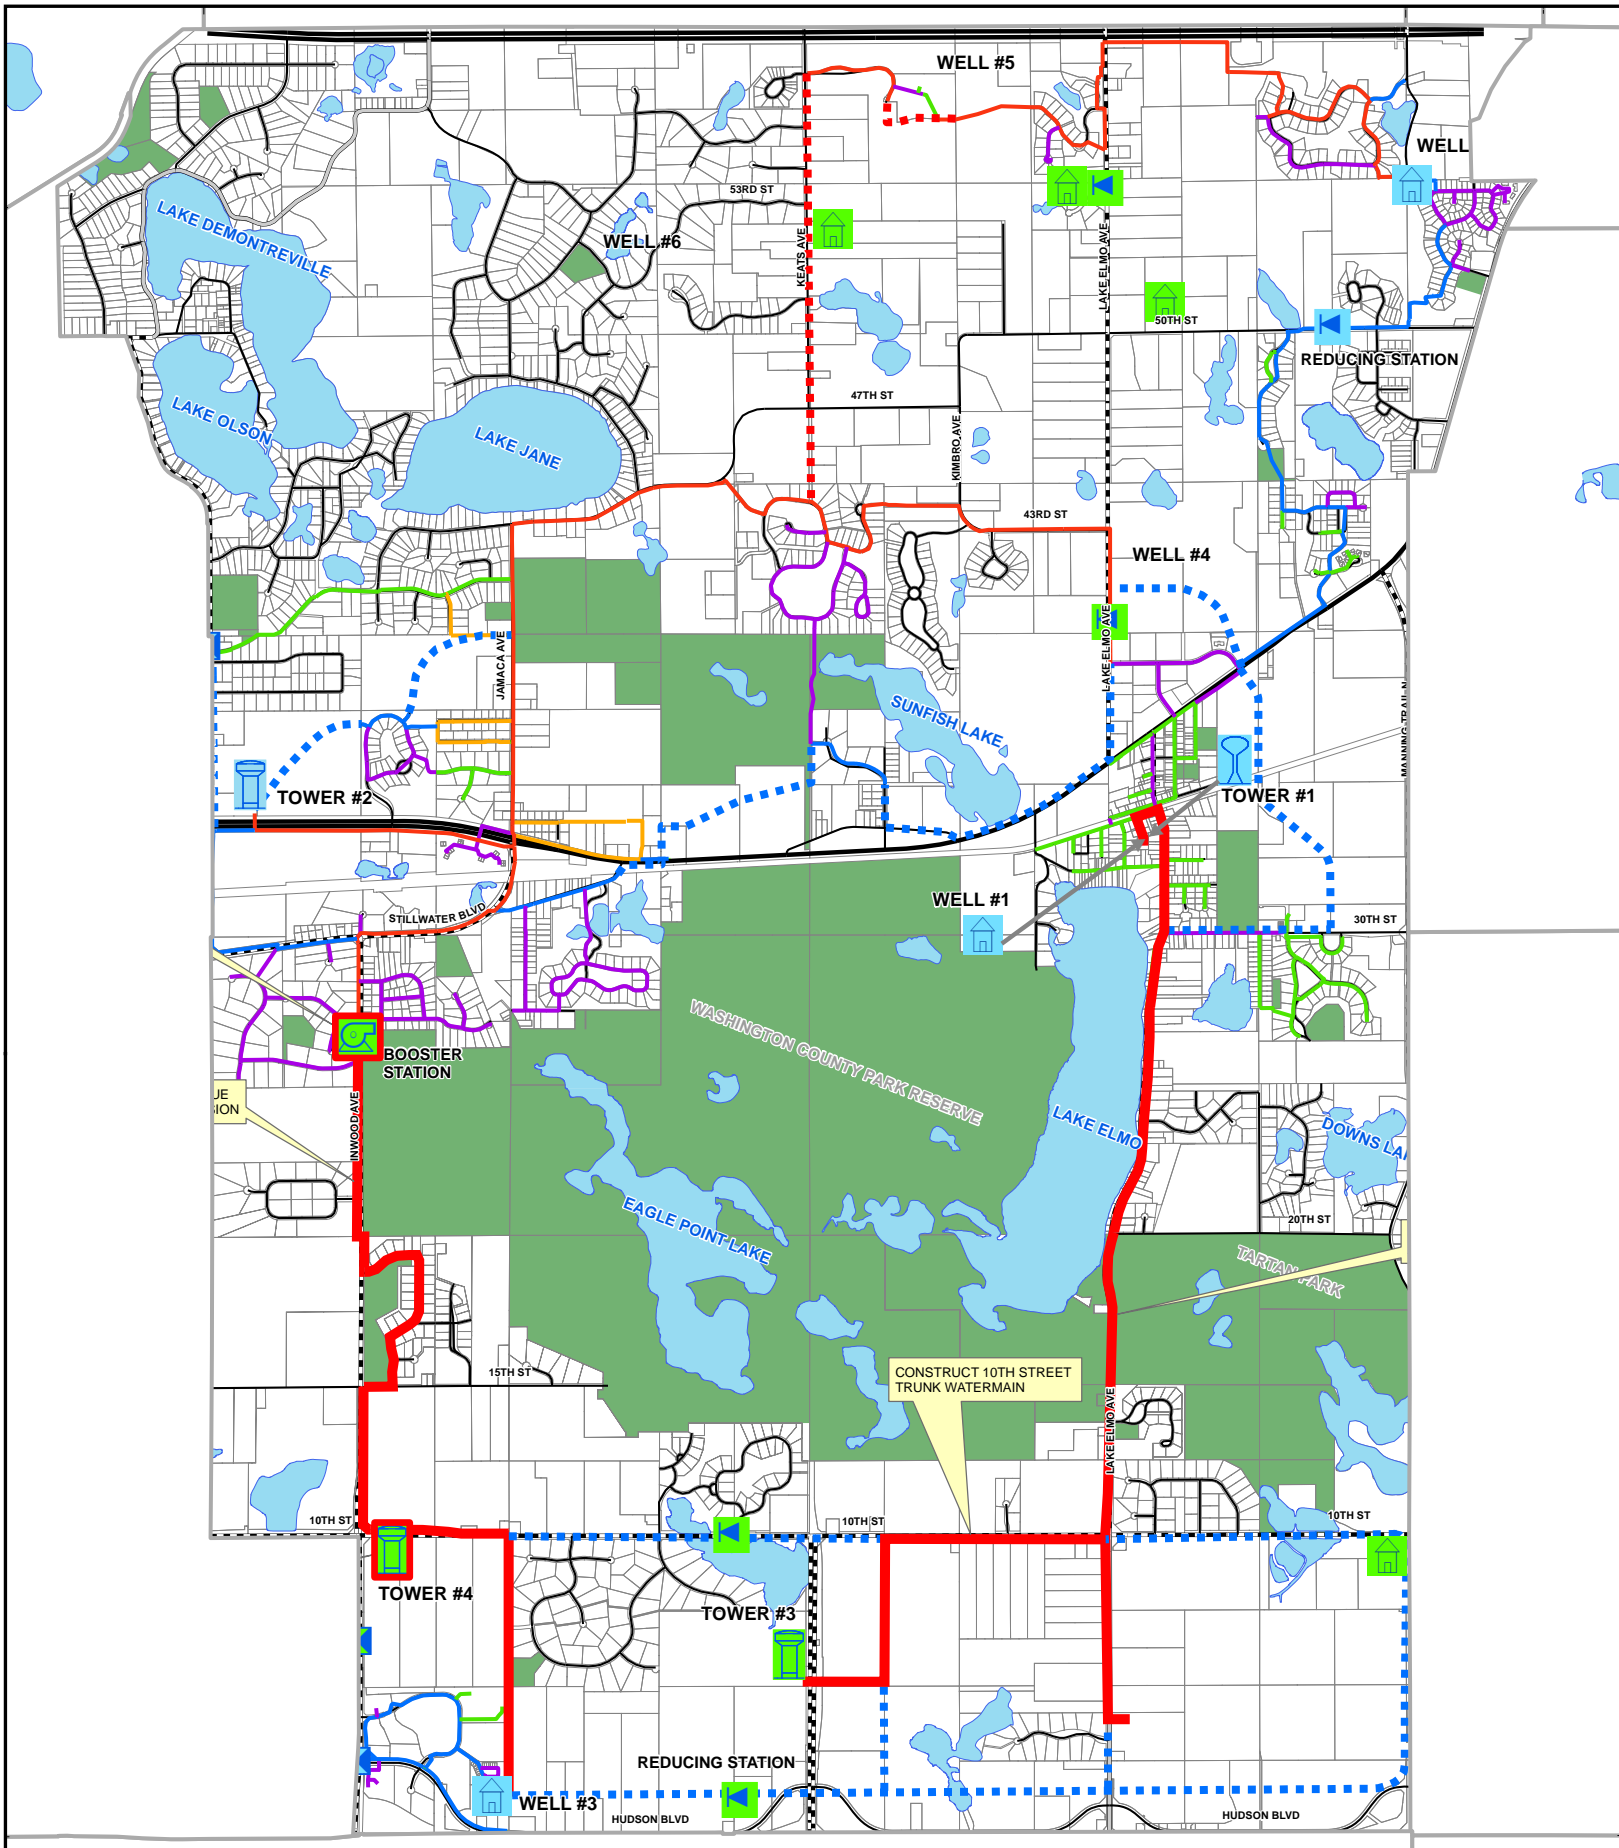 WELL #5
WELL
53RD ST
LAKE DEMONTREVILLE
WELL #6
KEATS AVE
LAKE ELMO AVE
50TH ST
REDUCING STATION
47TH ST
LAKE OLSON
LAKE JANE
KIMBRO AVE
43RD ST
WELL #4
JAMACA AVE
LAKE ELMO AVE
SUNFISH LAKE
MANNING TRAIL N
TOWER #2
TOWER #1
WELL #1
STILLWATER BLVD
30TH ST
WASHINGTON COUNTY PARK RESERVE
BOOSTER
STATION
UE
SION
INWOOD AVE
LAKE ELMO
DOWNS LA
EAGLE POINT LAKE
20TH ST
TARTAN PARK
15TH ST
CONSTRUCT 10TH STREET
TRUNK WATERMAIN
LAKE ELMO AVE
10TH ST
10TH ST
10TH ST
TOWER #4
TOWER #3
REDUCING STATION
WELL #3
HUDSON BLVD
HUDSON BLVD